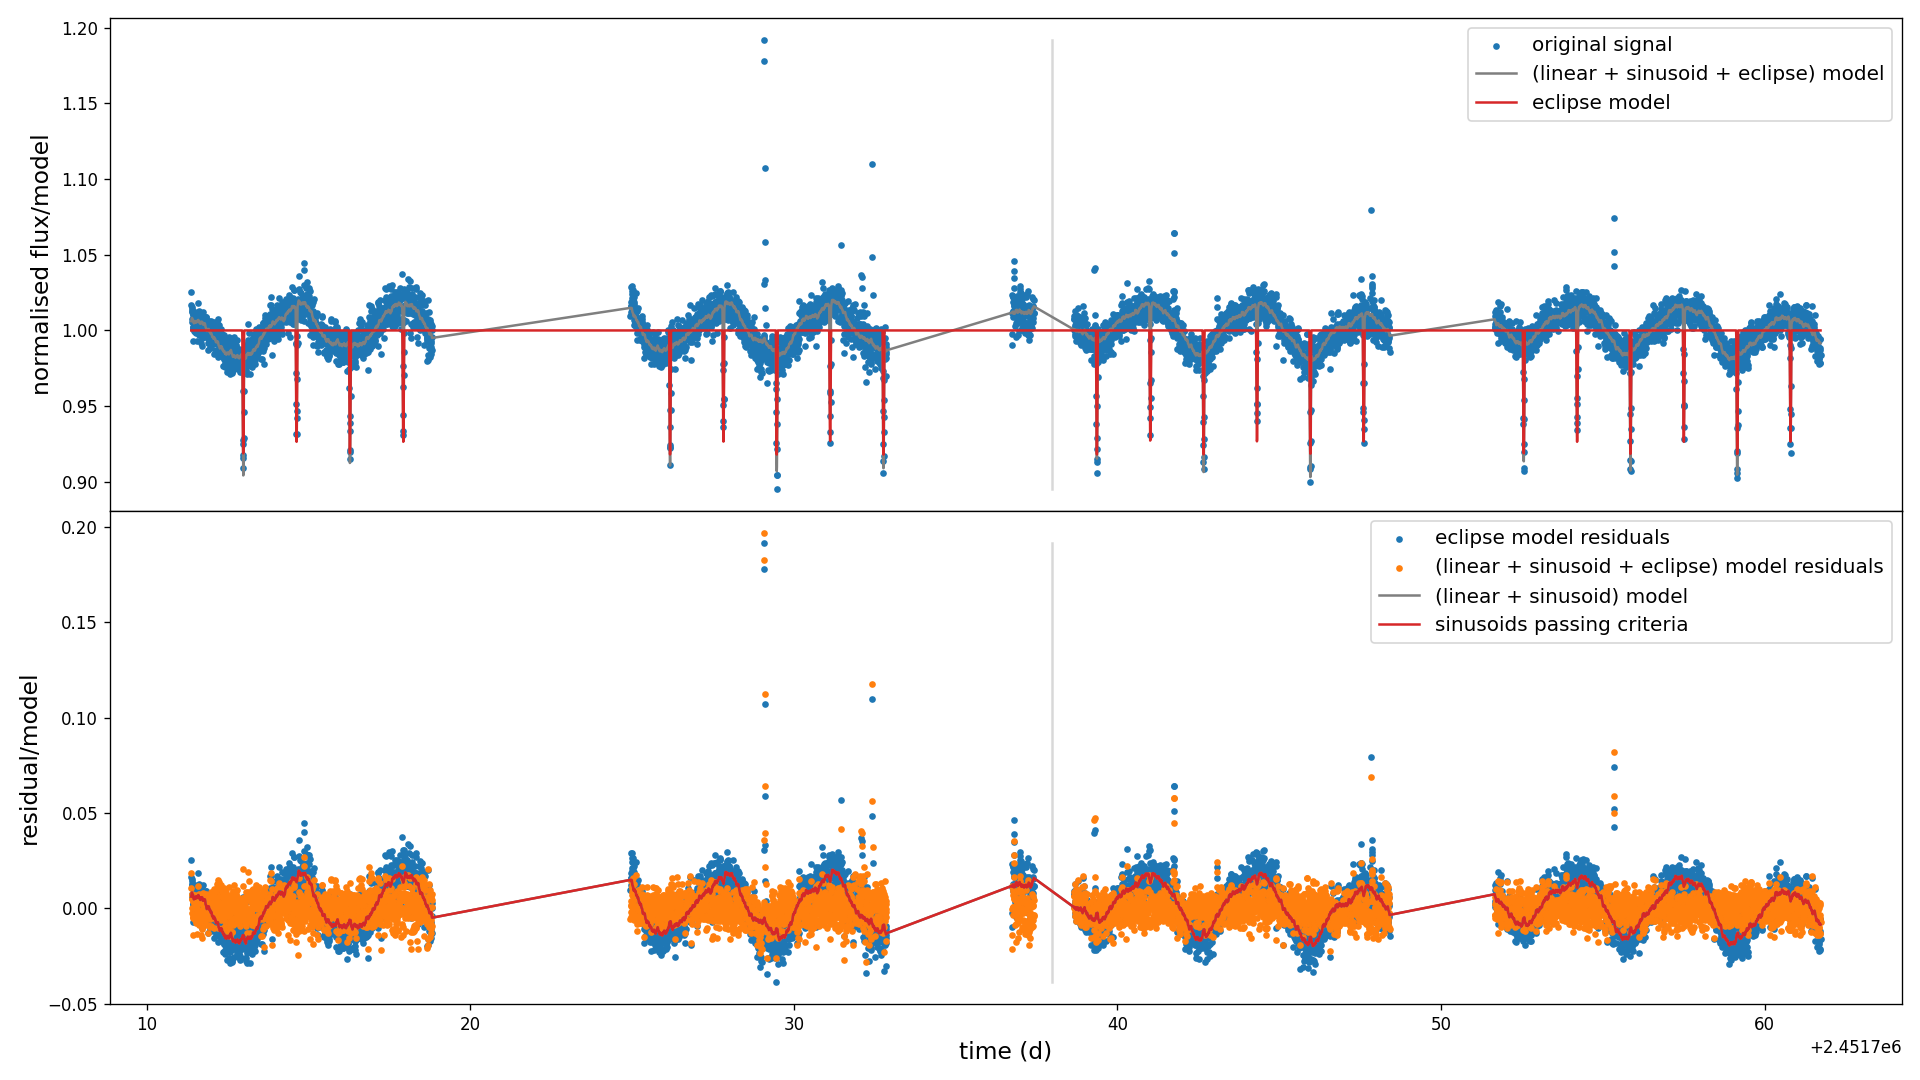 1.20
1.15
1.10
1.05
1.00
0.95
0.90
normalised flux/model
original signal
(linear + sinusoid + eclipse) model
eclipse model
0.20
0.15
0.10
0.05
0.00
−0.05
residual/model
eclipse model residuals
(linear + sinusoid + eclipse) model residuals
(linear + sinusoid) model
sinusoids passing criteria
10 20 30 40 50 60
time (d)
+2.4517e6